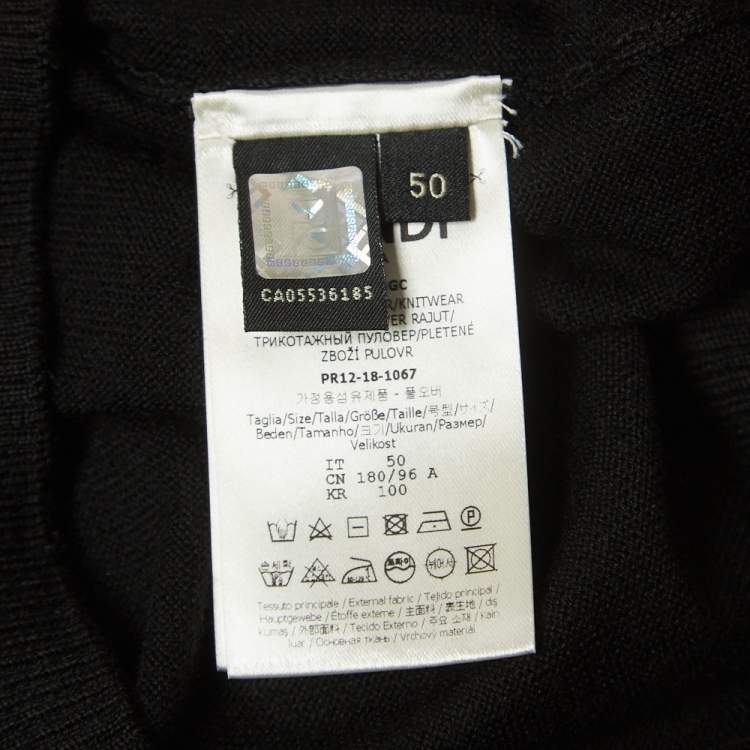 50
CA05536185
NDI
GC
/KNITWEAR
ER RAJUT/
ТРИКОТАЖНЫЙ ПУЛОВЕР/PLETENÉ
ZBOŽÍ PULOVR
PR12-18-1067
가정용섬유제품 - 풀오버
Taglia/Size/Talla/Größe/Taille/号型/サイズ/
Beden/Tamanho/크기/Ukuran/Размер/
Velikost
IT 50
CN 180/96 A
KR 100
Tessuto principale / External fabric / Tejido principal /
Hauptgewebe / Étoffe externe / 主面料 / 裏生地 / dış
kumaş / 外部面料 / Tecido Externo / 주요 소재 / kain
luar / Основная ткань / Vrchový materiál